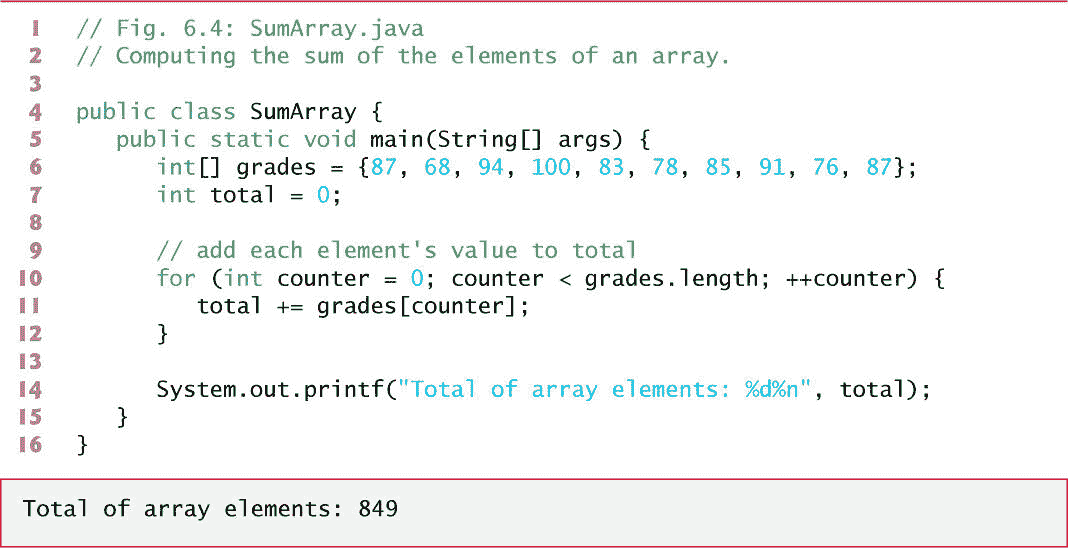 1 // Fig. 6.4: SumArray.java
2 // Computing the sum of the elements of an array.
3
4 public class SumArray {
5    public static void main(String[] args) {
6       int[] grades = {87, 68, 94, 100, 83, 78, 85, 91, 76, 87};
7       int total = 0;
8
9       // add each element's value to total
10       for (int counter = 0; counter < grades.length; ++counter) {
11          total += grades[counter];
12       }
13
14       System.out.printf("Total of array elements: %d%n", total);
15    }
16 }
Total of array elements: 849